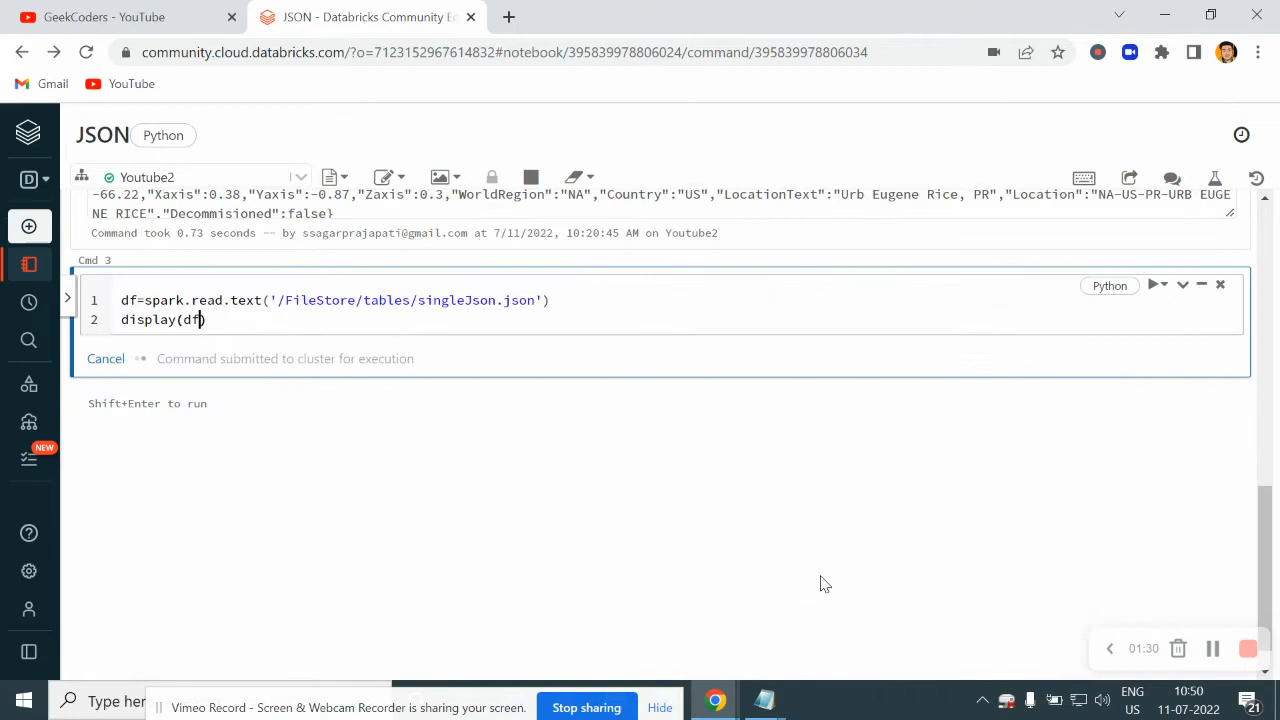 GeekCoders - YouTube
JSON - Databricks Community Ed
community.cloud.databricks.com/?o=7123152967614832#notebook/395839978806024/command/395839978806034
Gmail
YouTube
JSON
Python
D
Youtube2
-66.22,"Xaxis":0.38,"Yaxis":-0.87,"Zaxis":0.3,"WorldRegion":"NA","Country":"US","LocationText":"Urb Eugene Rice, PR","Location":"NA-US-PR-URB EUGE
NE RICE","Decommisioned":false}
Command took 0.73 seconds -- by ssagarprajapati@gmail.com at 7/11/2022, 10:20:45 AM on Youtube2
Cmd 3
1 df=spark.read.text('/FileStore/tables/singleJson.json')
2 display(df)
Python
Cancel
Command submitted to cluster for execution
Shift+Enter to run
NEW
01:30
Type her
Vimeo Record - Screen & Webcam Recorder is sharing your screen.
Stop sharing
Hide
ENG
US
10:50
11-07-2022
21